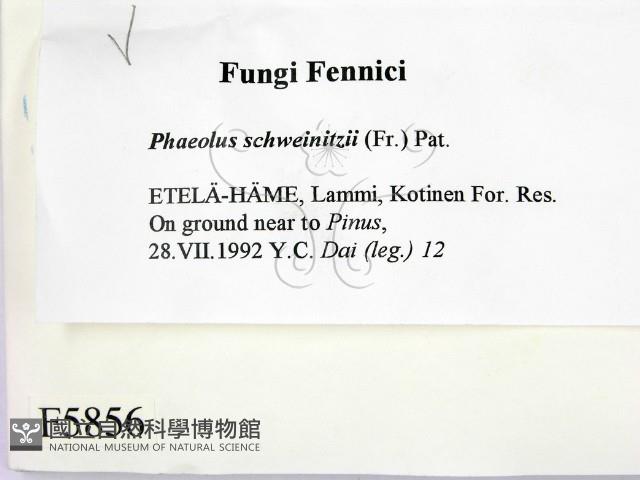 Fungi Fennici
Phaeolus schweinitzii (Fr.) Pat.
ETELÄ-HÄME, Lammi, Kotinen For. Res.
On ground near to Pinus,
28.VII.1992 Y.C. Dai (leg.) 12
F5856
國立自然科學博物館
NATIONAL MUSEUM OF NATURAL SCIENCE